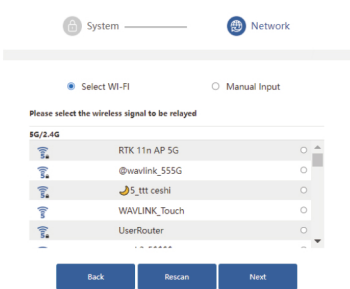 System
Network
Select WI-FI
Manual Input
Please select the wireless signal to be relayed
5G/2.4G
RTK 11n AP 5G
@wavlink_555G
🌙5_ttt ceshi
WAVLINK_Touch
UserRouter
Back
Rescan
Next